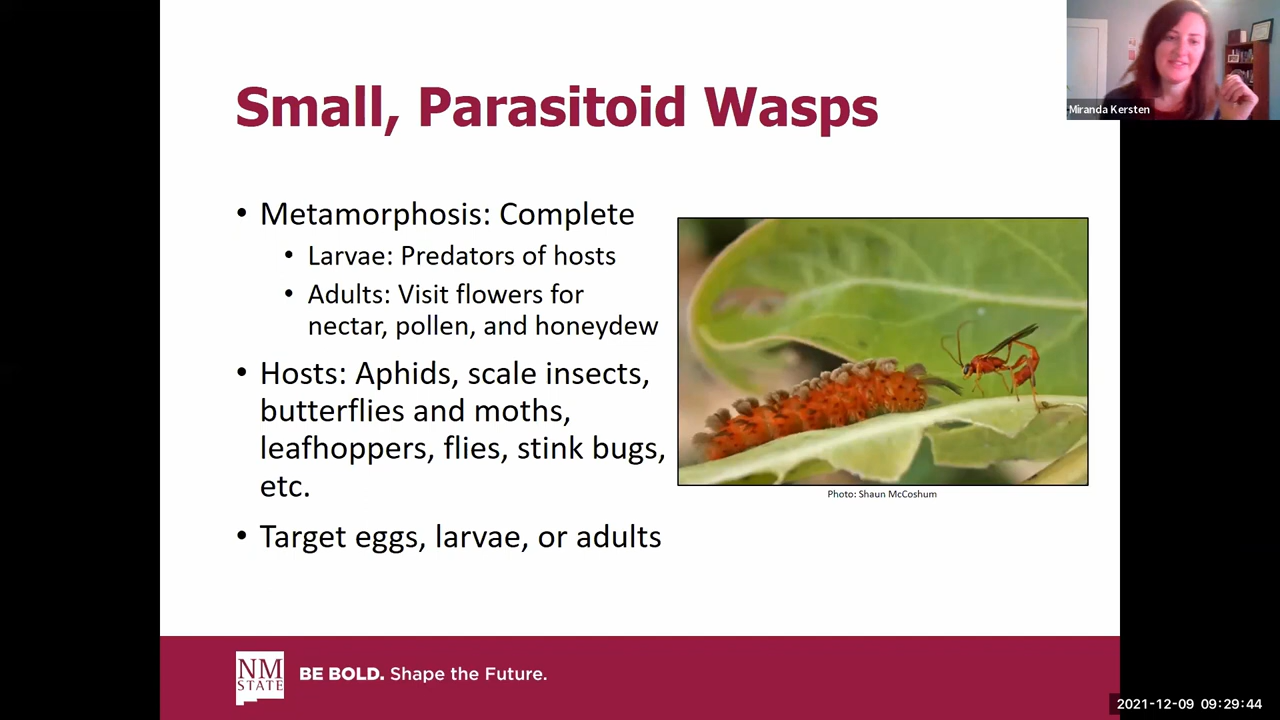 Small, Parasitoid Wasps
Miranda Kersten
• Metamorphosis: Complete
• Larvae: Predators of hosts
• Adults: Visit flowers for
nectar, pollen, and honeydew
• Hosts: Aphids, scale insects,
butterflies and moths,
leafhoppers, flies, stink bugs,
etc.
• Target eggs, larvae, or adults
Photo: Shaun McCoshum
NM
STATE
BE BOLD. Shape the Future.
2021-12-09 09:29:44